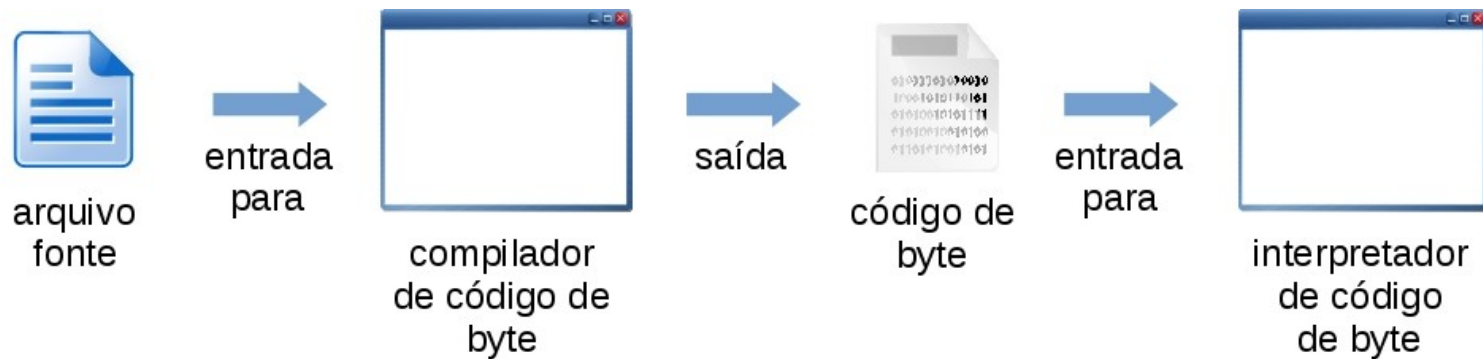 arquivo
fonte
entrada
para
compilador
de código de
byte
saída
código de
byte
entrada
para
interpretador
de código
de byte